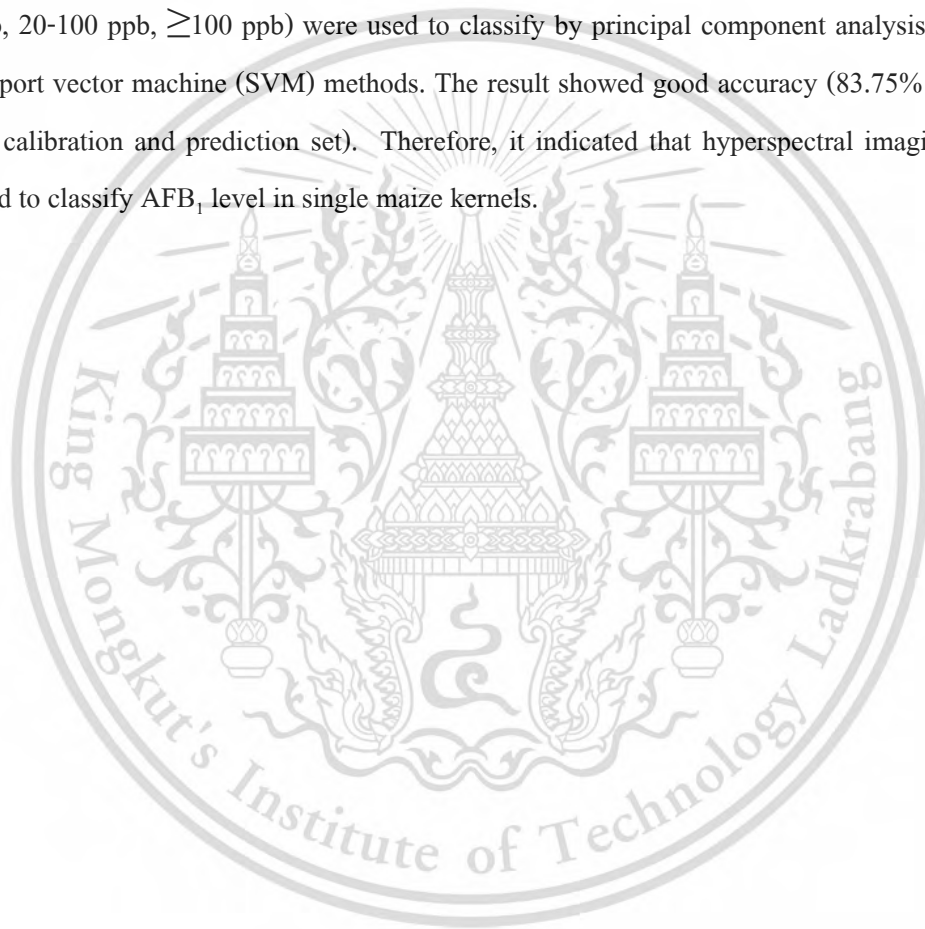 , 20-100 ppb, ≥100 ppb) were used to classify by principal component analysis
port vector machine (SVM) methods. The result showed good accuracy (83.75%
calibration and prediction set). Therefore, it indicated that hyperspectral imagi
d to classify AFB₁ level in single maize kernels.
King Mongkut's Institute of Technology Ladkrabang